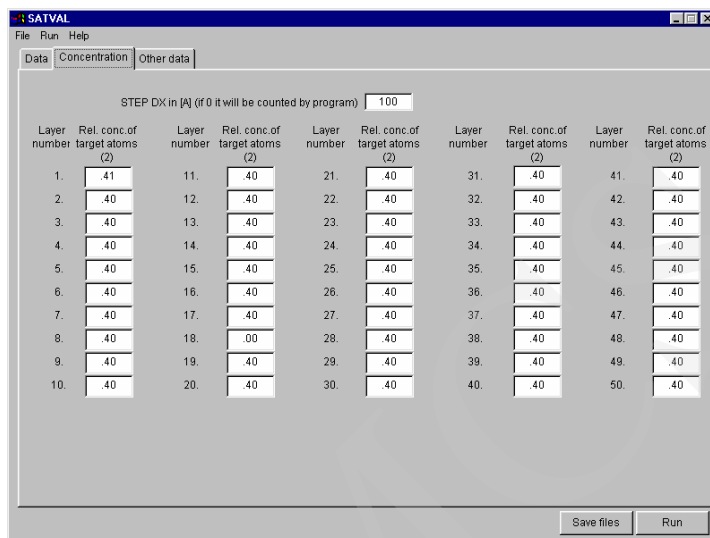 SATVAL
File Run Help
Data Concentration Other data
STEP DX in [A] (if 0 it will be counted by program) 100
Layer Rel. conc.of Layer Rel. conc.of Layer Rel. conc.of Layer Rel. conc.of Layer Rel. conc.of
number target atoms number target atoms number target atoms number target atoms number target atoms
(2) (2) (2) (2) (2)
1. .41 11. .40 21. .40 31. .40 41. .40
2. .40 12. .40 22. .40 32. .40 42. .40
3. .40 13. .40 23. .40 33. .40 43. .40
4. .40 14. .40 24. .40 34. .40 44. .40
5. .40 15. .40 25. .40 35. .40 45. .40
6. .40 16. .40 26. .40 36. .40 46. .40
7. .40 17. .40 27. .40 37. .40 47. .40
8. .40 18. .00 28. .40 38. .40 48. .40
9. .40 19. .40 29. .40 39. .40 49. .40
10. .40 20. .40 30. .40 40. .40 50. .40
Save files Run